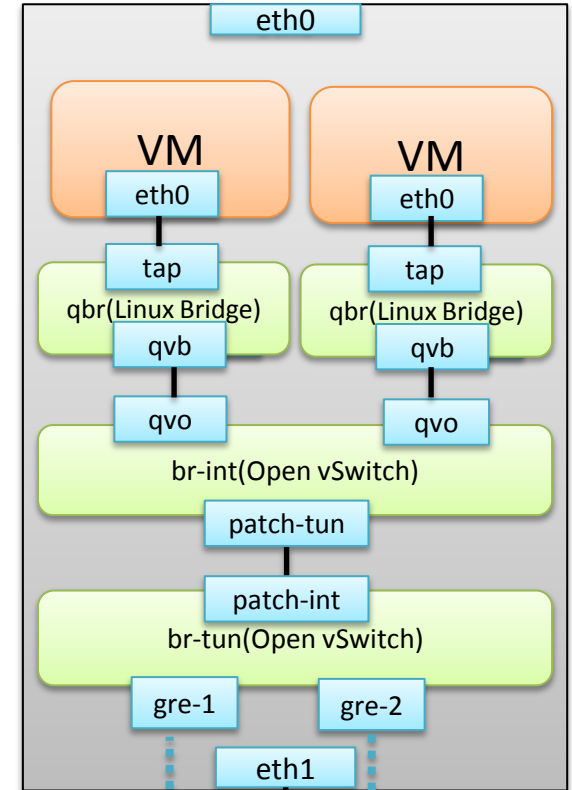 eth0
VM
VM
eth0
eth0
tap
tap
qbr(Linux Bridge)
qbr(Linux Bridge)
qvb
qvb
qvo
qvo
br-int(Open vSwitch)
patch-tun
patch-int
br-tun(Open vSwitch)
gre-1
gre-2
eth1